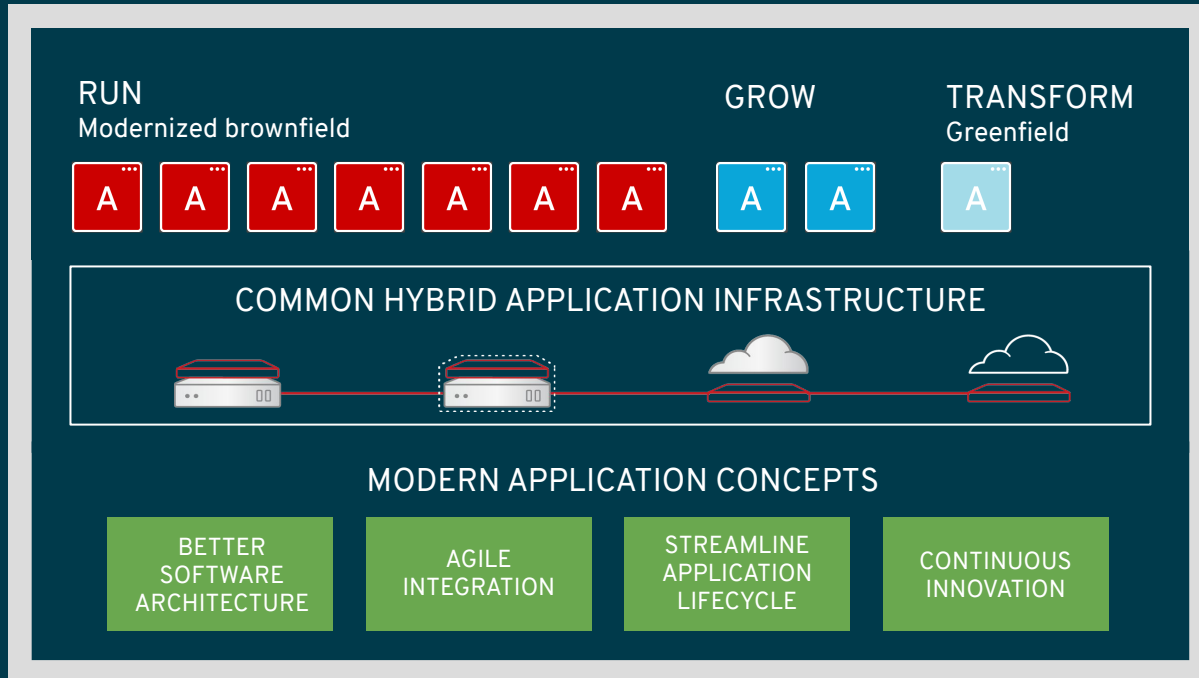 RUN
Modernized brownfield
GROW
TRANSFORM
Greenfield
A A A A A A A A A A
COMMON HYBRID APPLICATION INFRASTRUCTURE
MODERN APPLICATION CONCEPTS
BETTER
SOFTWARE
ARCHITECTURE
AGILE
INTEGRATION
STREAMLINE
APPLICATION
LIFECYCLE
CONTINUOUS
INNOVATION